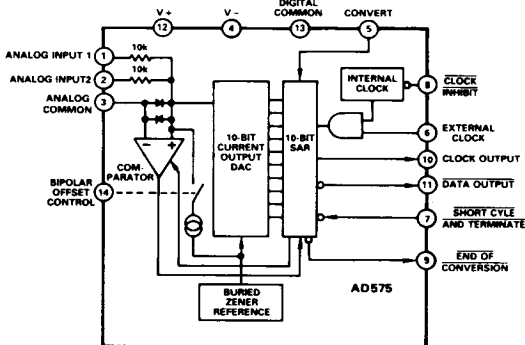 DIGITAL
V+ V- COMMON CONVERT
12 4 13 5
ANALOG INPUT 1 1 10k
ANALOG INPUT2 2 10k
ANALOG
COMMON 3
INTERNAL
CLOCK
8 CLOCK
INHIBIT
10-BIT
CURRENT
OUTPUT
DAC
10-BIT
SAR
6 EXTERNAL
CLOCK
- +
COM-
PARATOR
10 CLOCK OUTPUT
BIPOLAR
OFFSET
CONTROL 14
11 DATA OUTPUT
7 SHORT CYLE
AND TERMINATE
9 END OF
CONVERSION
BURIED
ZENER
REFERENCE
AD575